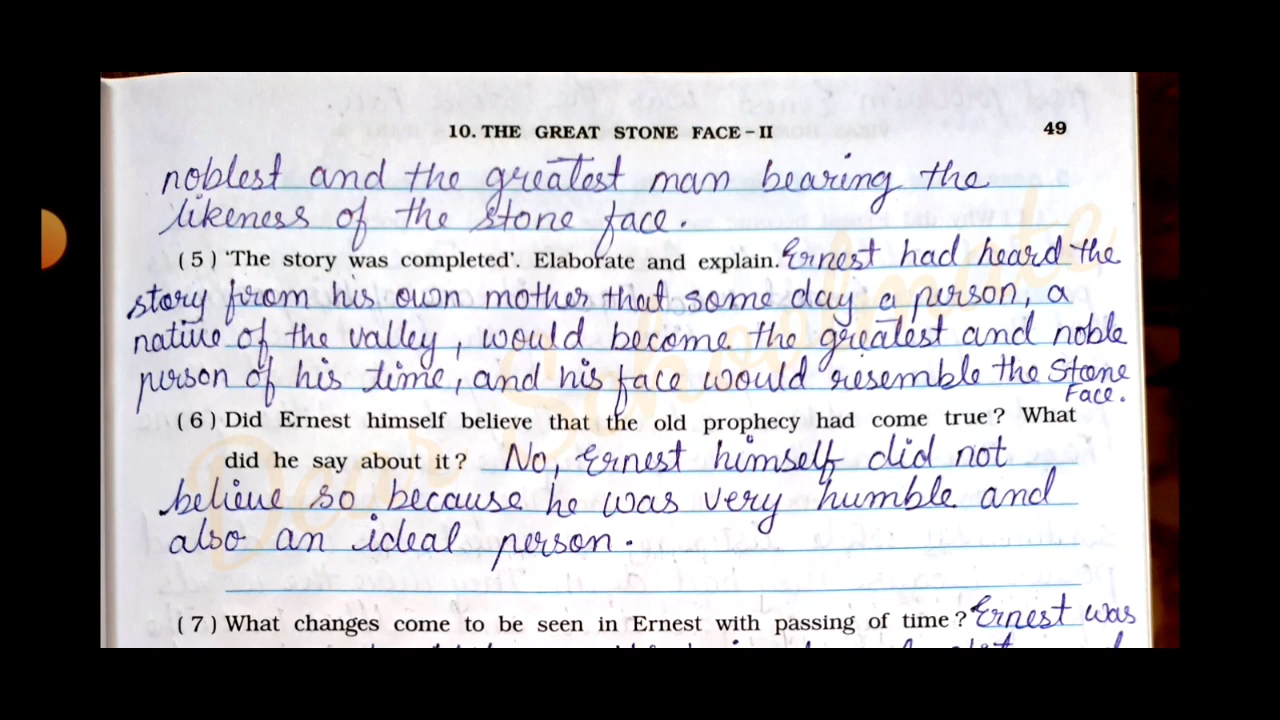 10. THE GREAT STONE FACE - II 49
noblest and the greatest man bearing the
likeness of the stone face.
(5) 'The story was completed'. Elaborate and explain. Ernest had heard the
story from his own mother that some day a person, a
native of the valley, would become the greatest and noble
person of his time, and his face would resemble the Stone
Face.
(6) Did Ernest himself believe that the old prophecy had come true? What
did he say about it? No, Ernest himself did not
believe so because he was very humble and
also an ideal person.
(7) What changes come to be seen in Ernest with passing of time? Ernest was
Dear Schoolmate